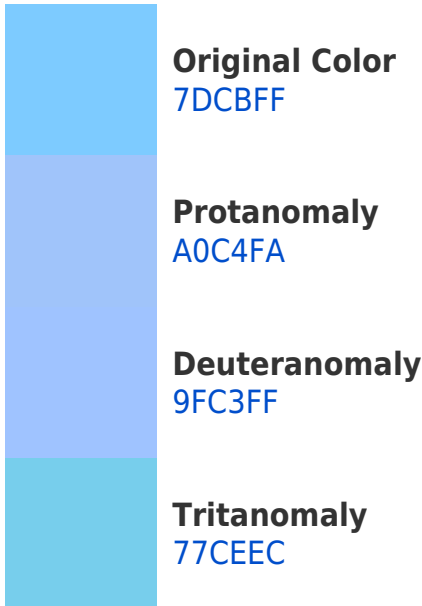 Original Color
7DCBFF
Protanomaly
A0C4FA
Deuteranomaly
9FC3FF
Tritanomaly
77CEEC